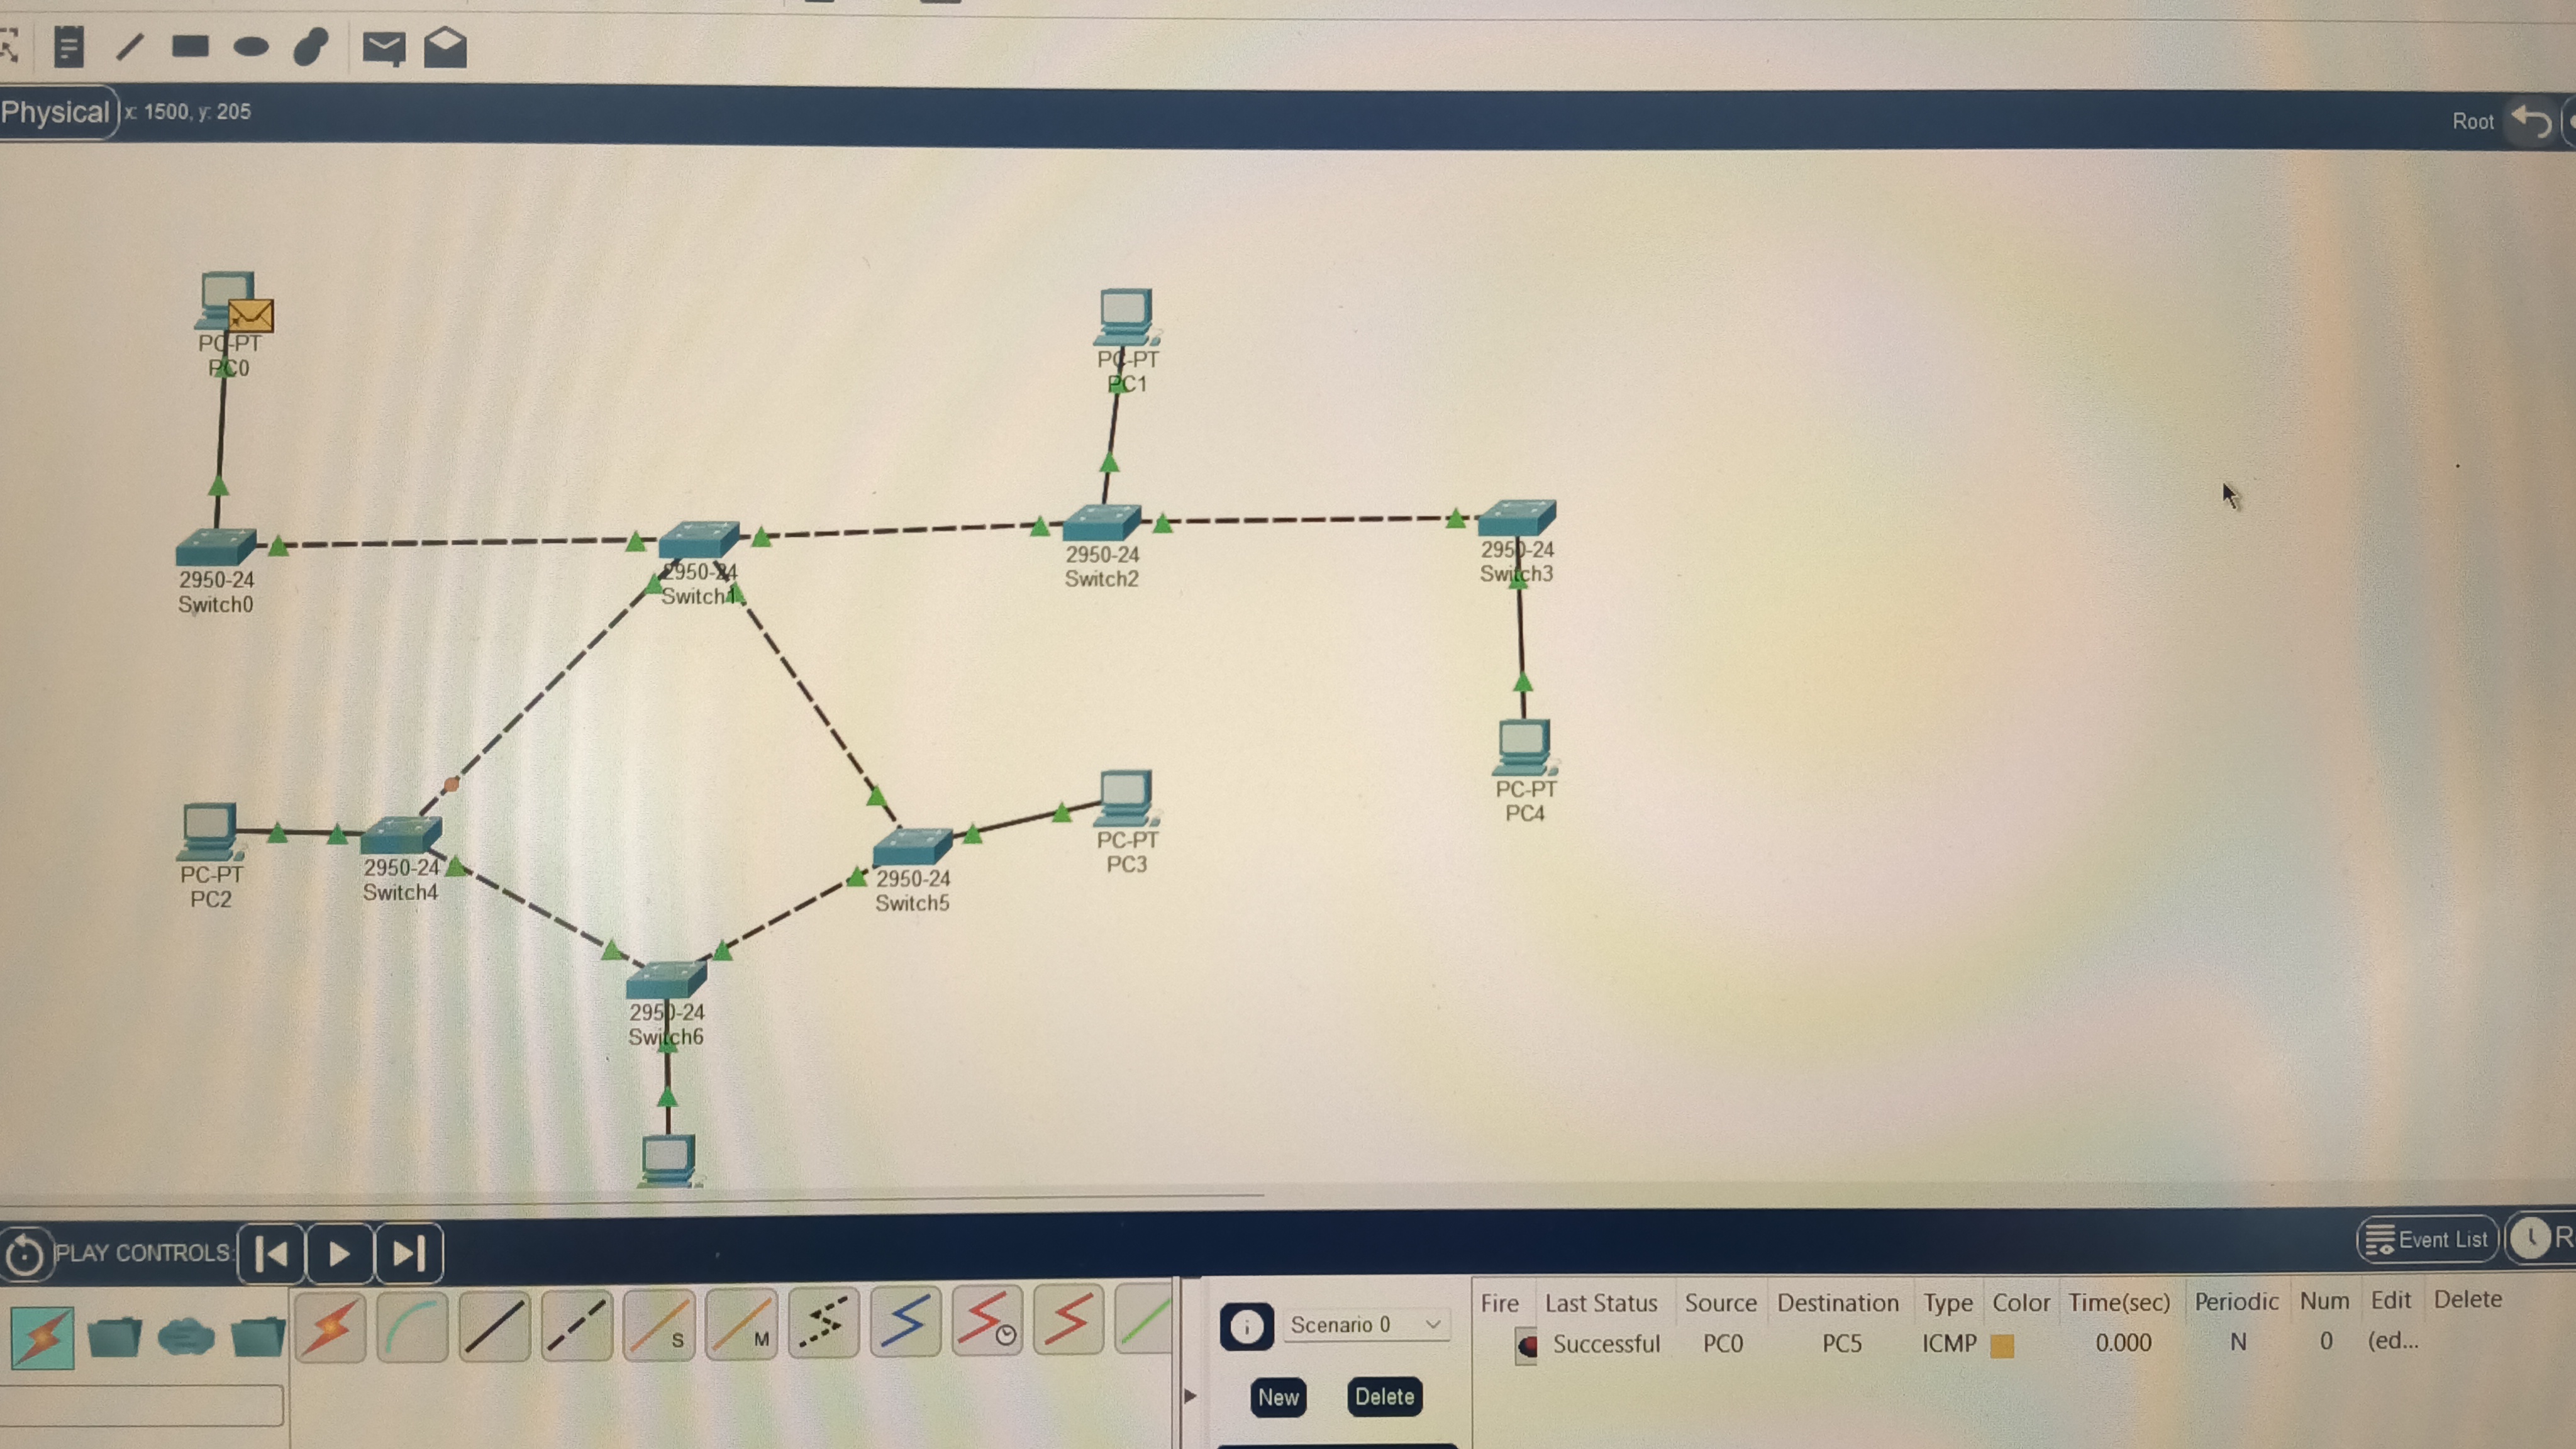 Physical x: 1500, y: 205
Root
PC-PT
PC0
PC-PT
PC1
2950-24
Switch0
2950-24
Switch1
2950-24
Switch2
2950-24
Switch3
PC-PT
PC4
PC-PT
PC2
2950-24
Switch4
2950-24
Switch5
PC-PT
PC3
2950-24
Switch6
PLAY CONTROLS:
Event List
R
S
M
Scenario 0
New
Delete
Fire Last Status Source Destination Type Color Time(sec) Periodic Num Edit Delete
Successful PC0 PC5 ICMP 0.000 N 0 (ed...